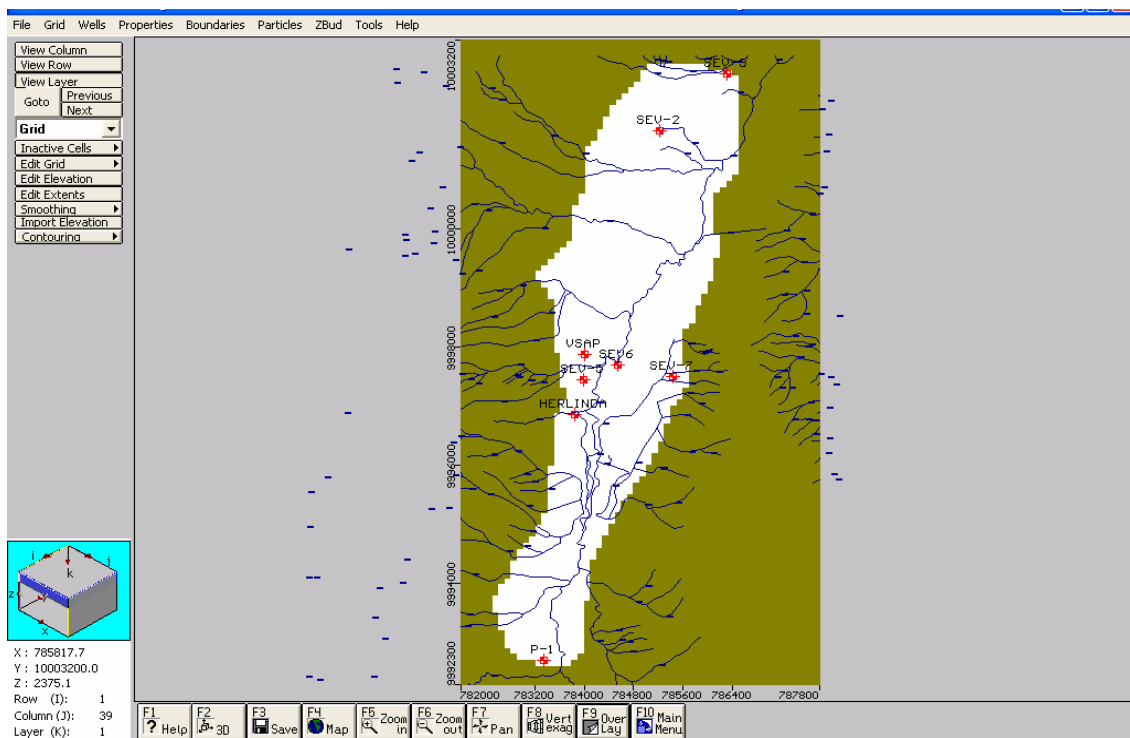 File Grid Wells Properties Boundaries Particles ZBud Tools Help
View Column
View Row
View Layer
Goto
Previous
Next
Grid
Inactive Cells
Edit Grid
Edit Elevation
Edit Extents
Smoothing
Import Elevation
Contouring
10003200
10000000
9998000
9996000
9994000
9992300
SEV-2
VSAP
SEV6
SEV-5
SEV-7
HERLINDA
P-1
782000 783200 784000 784800 785600 786400 787800
i
j
k
z
x
X : 785817.7
Y : 10003200.0
Z : 2375.1
Row (I): 1
Column (J): 39
Layer (K): 1
F1 ? Help
F2 3D
F3 Save
F4 Map
F5 Zoom in
F6 Zoom out
F7 Pan
F8 Vert exag
F9 Over Lay
F10 Main Menu